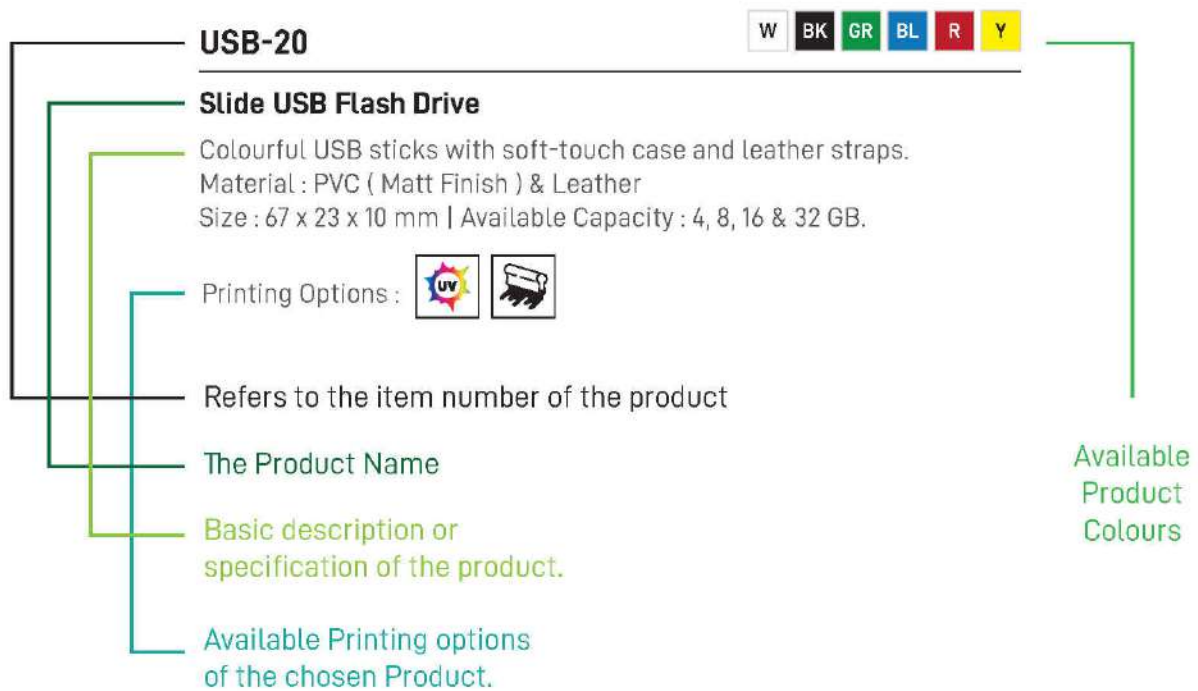 USB-20
W BK GR BL R Y
Slide USB Flash Drive
Colourful USB sticks with soft-touch case and leather straps.
Material : PVC ( Matt Finish ) & Leather
Size : 67 x 23 x 10 mm | Available Capacity : 4, 8, 16 & 32 GB.
Printing Options :
UV
Refers to the item number of the product
The Product Name
Basic description or
specification of the product.
Available Printing options
of the chosen Product.
Available
Product
Colours